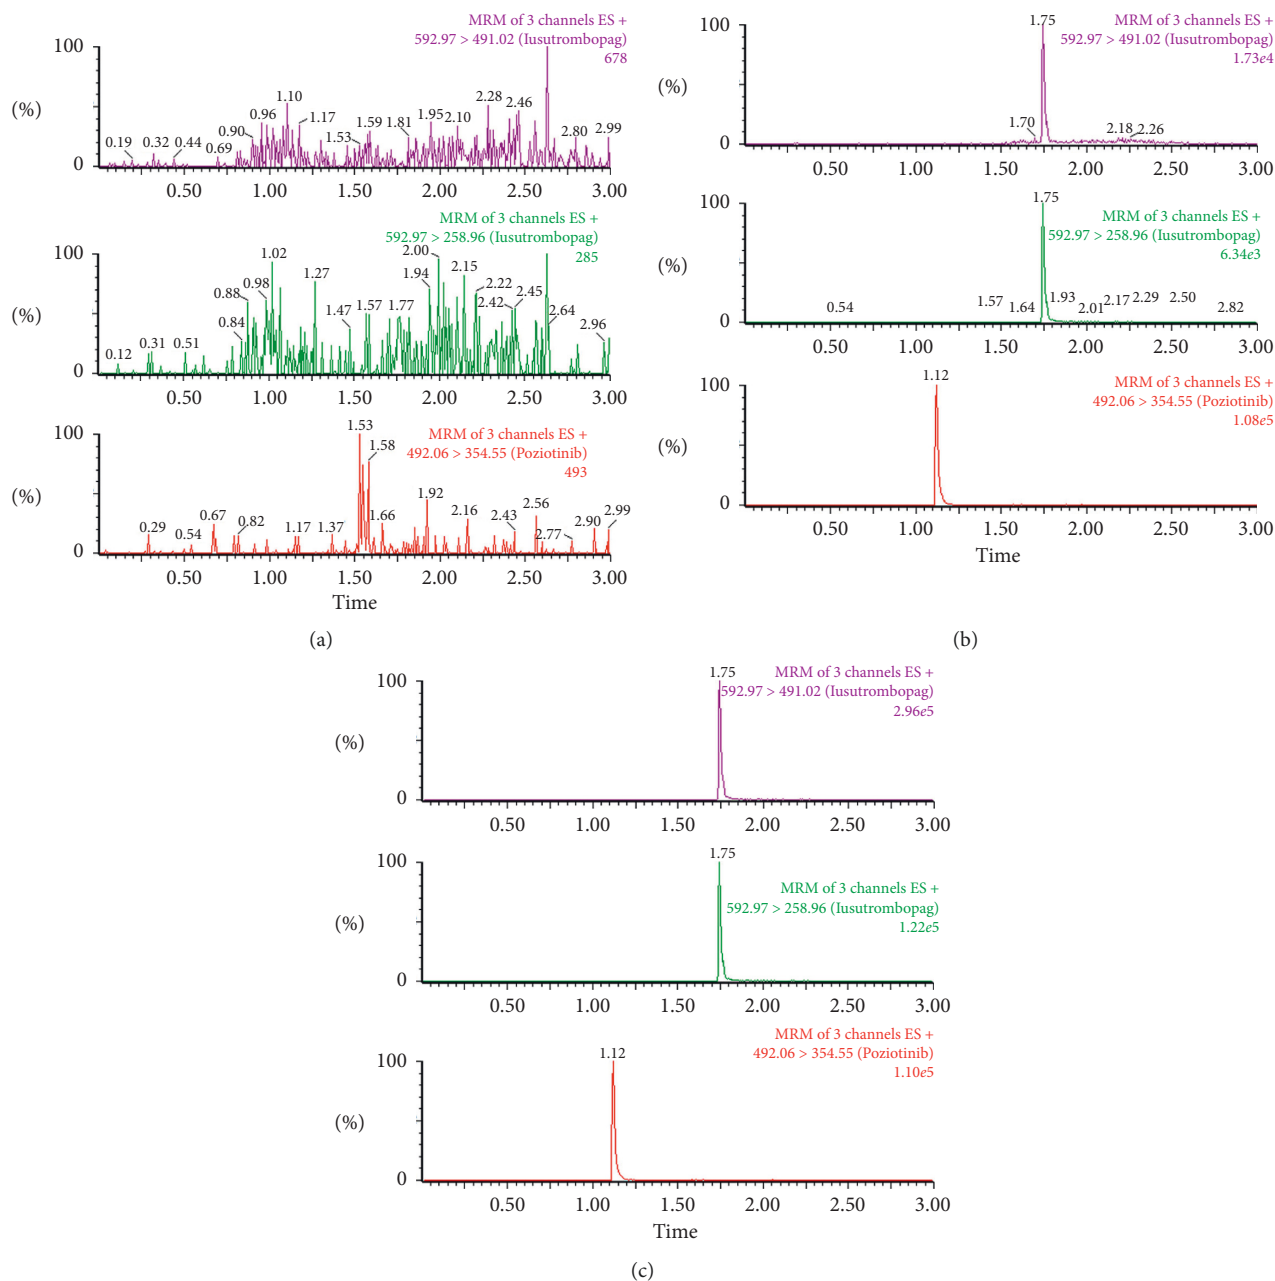 MRM of 3 channels ES +
592.97 > 491.02 (Iusutrombopag)
678
100
(%)
0
0.19
0.32
0.44
0.69
0.90
0.96
1.10
1.17
1.53
1.59
1.81
1.95
2.10
2.28
2.46
2.80
2.99
0.50 1.00 1.50 2.00 2.50 3.00
MRM of 3 channels ES +
592.97 > 258.96 (Iusutrombopag)
285
100
(%)
0
0.12
0.31
0.51
0.84
0.88
0.98
1.02
1.27
1.47
1.57
1.77
1.94
2.00
2.15
2.22
2.42
2.45
2.64
2.96
0.50 1.00 1.50 2.00 2.50 3.00
MRM of 3 channels ES +
492.06 > 354.55 (Poziotinib)
493
100
(%)
0
0.29
0.54
0.67
0.82
1.17
1.37
1.53
1.58
1.66
1.92
2.16
2.43
2.56
2.77
2.90
2.99
0.50 1.00 1.50 2.00 2.50 3.00
Time
(a)
MRM of 3 channels ES +
592.97 > 491.02 (Iusutrombopag)
1.73e4
100
(%)
0
1.70
1.75
2.18
2.26
0.50 1.00 1.50 2.00 2.50 3.00
MRM of 3 channels ES +
592.97 > 258.96 (Iusutrombopag)
6.34e3
100
(%)
0
0.54
1.57
1.64
1.75
1.93
2.01
2.17
2.29
2.50
2.82
0.50 1.00 1.50 2.00 2.50 3.00
MRM of 3 channels ES +
492.06 > 354.55 (Poziotinib)
1.08e5
100
(%)
0
1.12
0.50 1.00 1.50 2.00 2.50 3.00
Time
(b)
MRM of 3 channels ES +
592.97 > 491.02 (Iusutrombopag)
2.96e5
100
(%)
0
1.75
0.50 1.00 1.50 2.00 2.50 3.00
MRM of 3 channels ES +
592.97 > 258.96 (Iusutrombopag)
1.22e5
100
(%)
0
1.75
0.50 1.00 1.50 2.00 2.50 3.00
MRM of 3 channels ES +
492.06 > 354.55 (Poziotinib)
1.10e5
100
(%)
0
1.12
0.50 1.00 1.50 2.00 2.50 3.00
Time
(c)